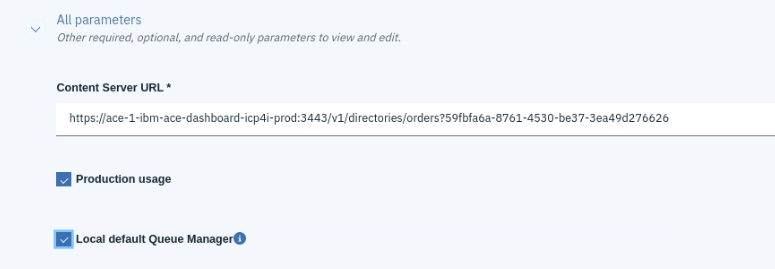 All parameters
Other required, optional, and read-only parameters to view and edit.
Content Server URL *
https://ace-1-ibm-ace-dashboard-icp4i-prod:3443/v1/directories/orders?59fbfa6a-8761-4530-be37-3ea49d276626
Production usage
Local default Queue Manager